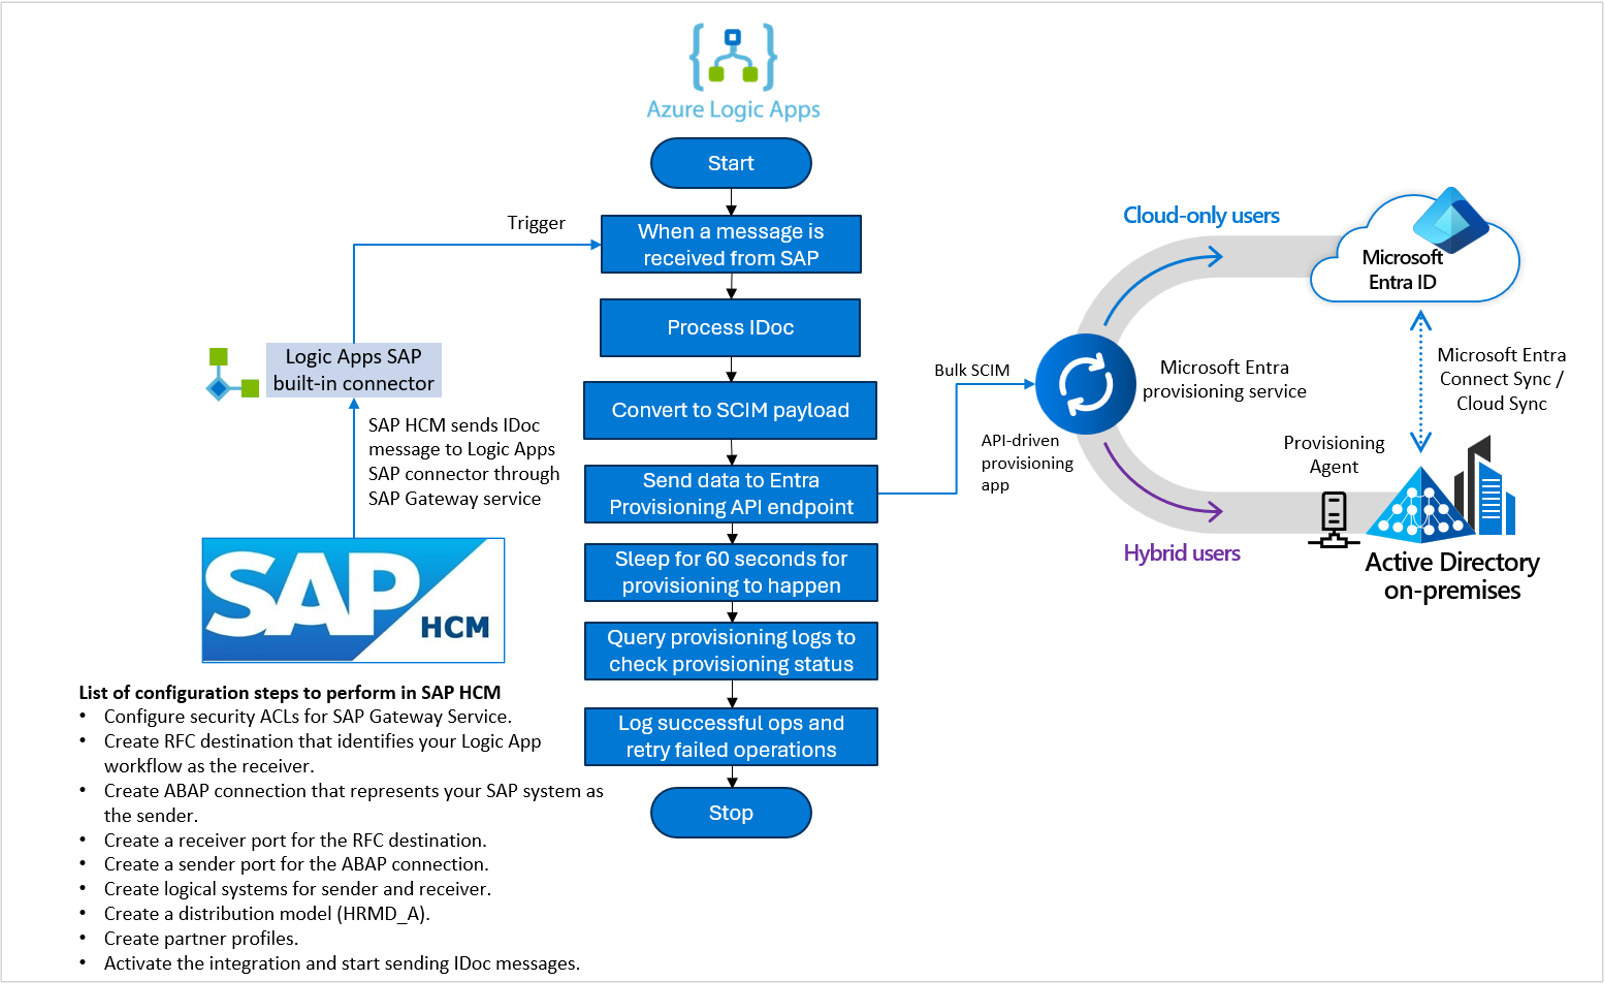 Azure Logic Apps
Start
Trigger
When a message is
received from SAP
Process IDoc
Convert to SCIM payload
Send data to Entra
Provisioning API endpoint
Sleep for 60 seconds for
provisioning to happen
Query provisioning logs to
check provisioning status
Log successful ops and
retry failed operations
Stop
Logic Apps SAP
built-in connector
SAP HCM sends IDoc
message to Logic Apps
SAP connector through
SAP Gateway service
SAP
HCM
List of configuration steps to perform in SAP HCM
• Configure security ACLs for SAP Gateway Service.
• Create RFC destination that identifies your Logic App
workflow as the receiver.
• Create ABAP connection that represents your SAP system as
the sender.
• Create a receiver port for the RFC destination.
• Create a sender port for the ABAP connection.
• Create logical systems for sender and receiver.
• Create a distribution model (HRMD_A).
• Create partner profiles.
• Activate the integration and start sending IDoc messages.
Bulk SCIM
API-driven
provisioning
app
Microsoft Entra
provisioning service
Cloud-only users
Microsoft
Entra ID
Microsoft Entra
Connect Sync /
Cloud Sync
Provisioning
Agent
Hybrid users
Active Directory
on-premises